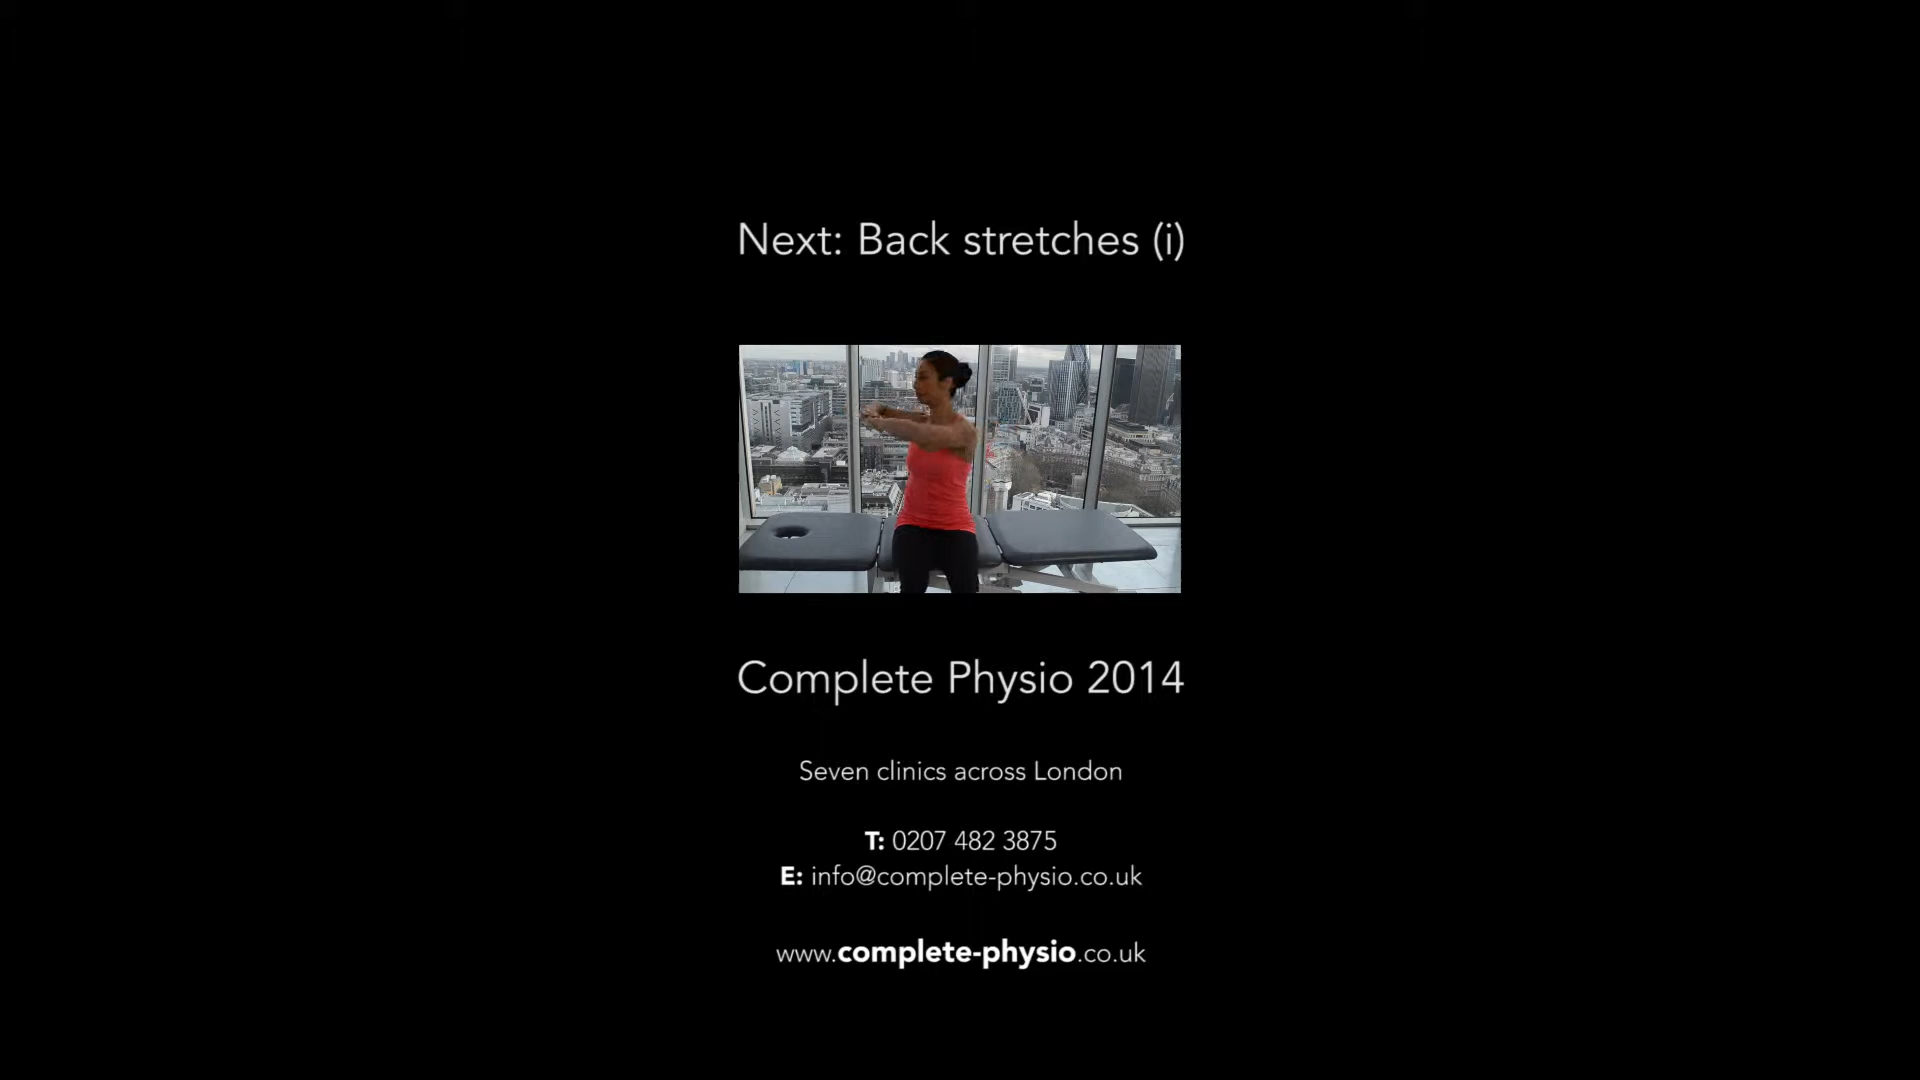 Next: Back stretches (i)
Complete Physio 2014
Seven clinics across London
T: 0207 482 3875
E: info@complete-physio.co.uk
www.complete-physio.co.uk